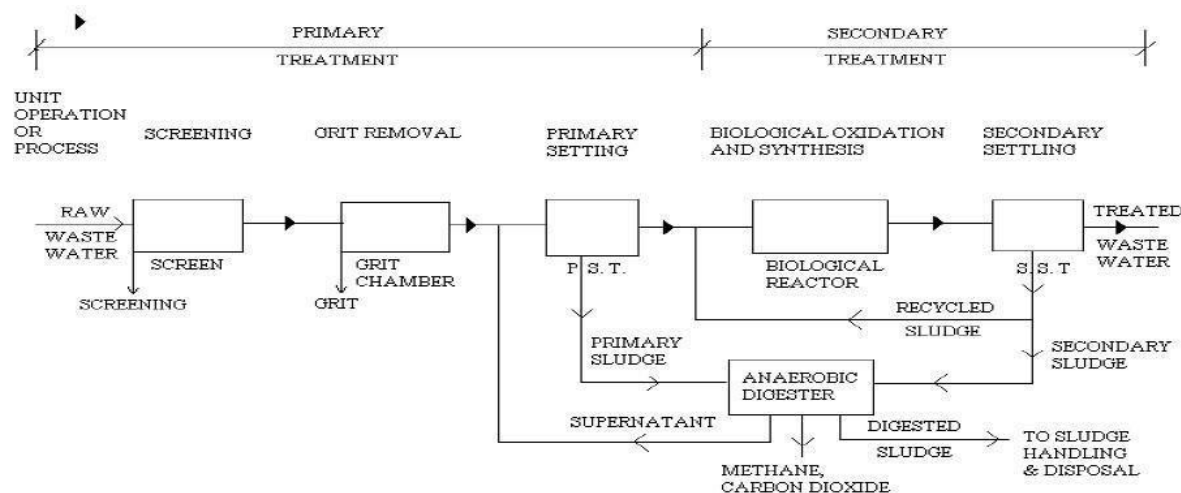 PRIMARY
TREATMENT
SECONDARY
TREATMENT
UNIT
OPERATION
OR
PROCESS
SCREENING
GRIT REMOVAL
PRIMARY
SETTING
BIOLOGICAL OXIDATION
AND SYNTHESIS
SECONDARY
SETTLING
RAW
WASTE
WATER
SCREEN
SCREENING
GRIT
CHAMBER
GRIT
P S. T.
BIOLOGICAL
REACTOR
S. S. T
TREATED
WASTE
WATER
RECYCLED
SLUDGE
PRIMARY
SLUDGE
SECONDARY
SLUDGE
ANAEROBIC
DIGESTER
SUPERNATANT
DIGESTED
SLUDGE
METHANE,
CARBON DIOXIDE
TO SLUDGE
HANDLING
& DISPOSAL